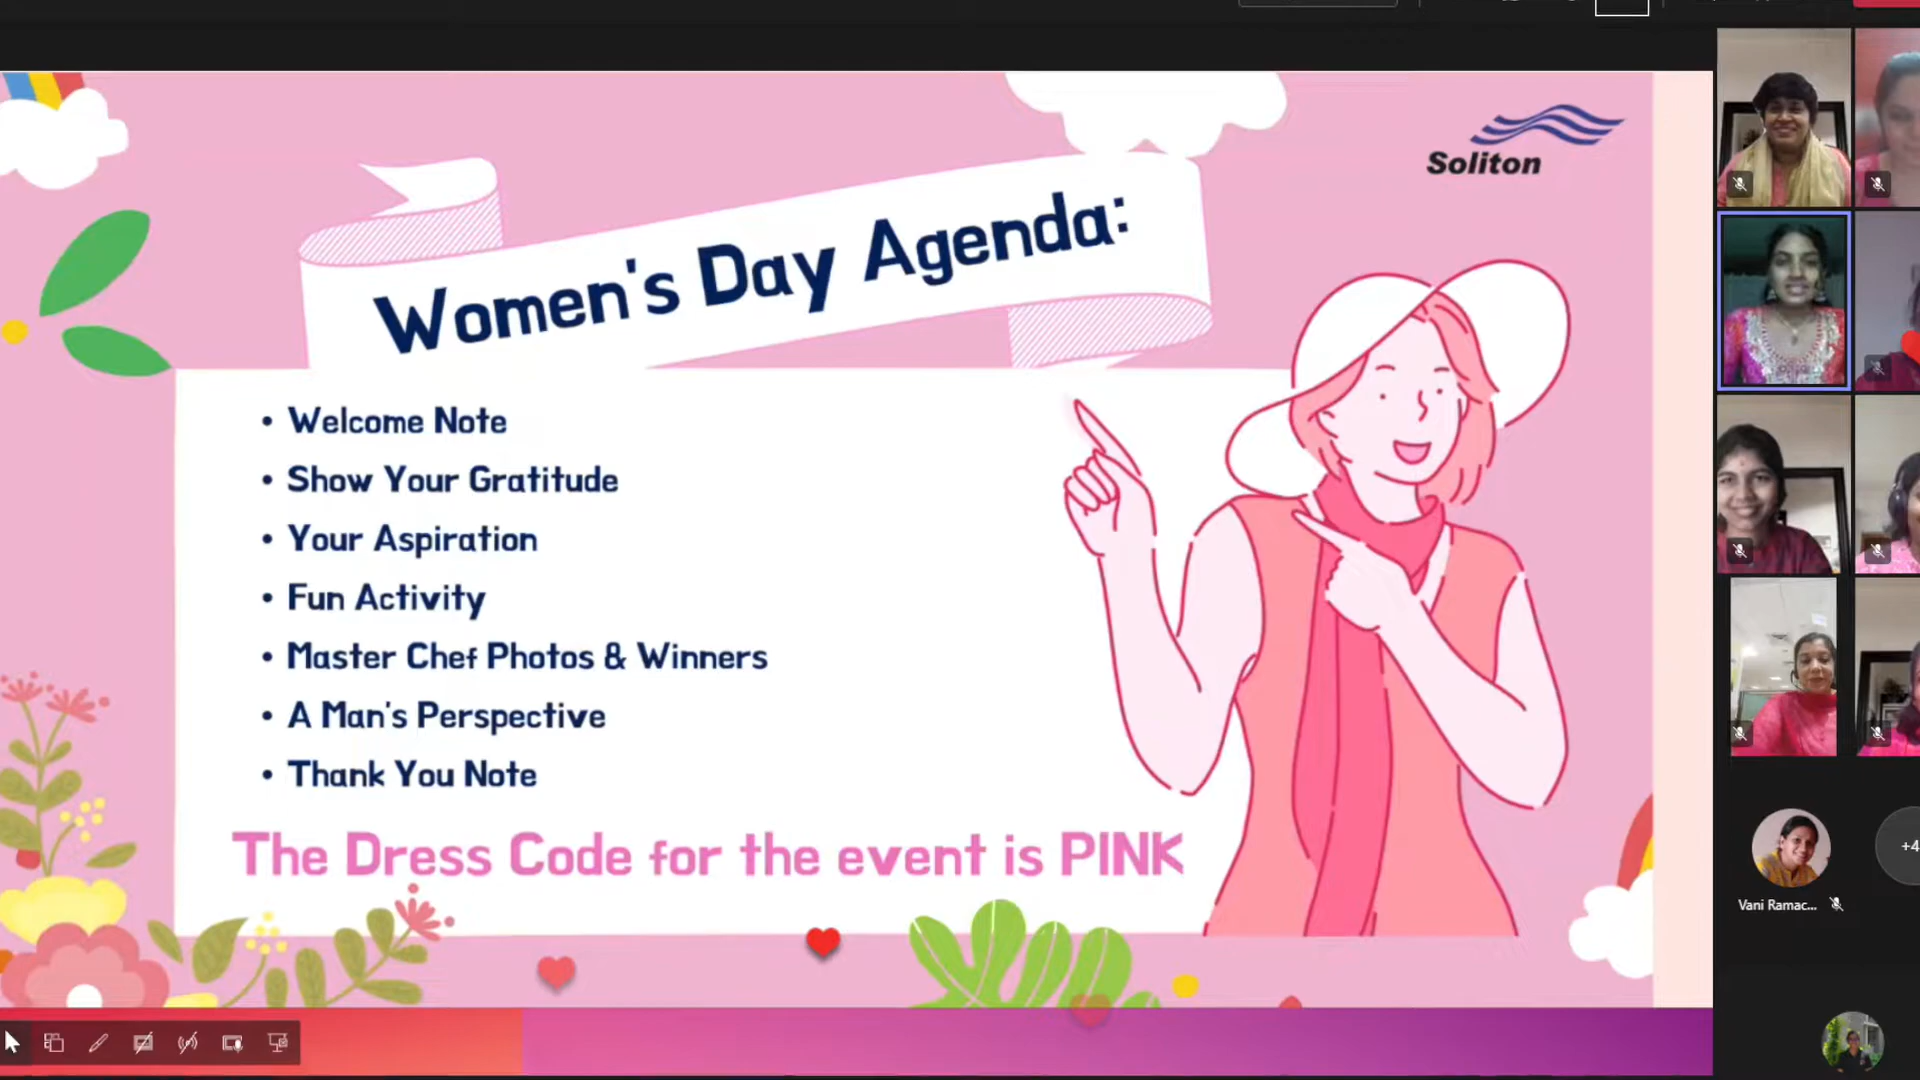 Soliton
Women's Day Agenda:
• Welcome Note
• Show Your Gratitude
• Your Aspiration
• Fun Activity
• Master Chef Photos & Winners
• A Man's Perspective
• Thank You Note
The Dress Code for the event is PINK
Vani Ramac...
+4